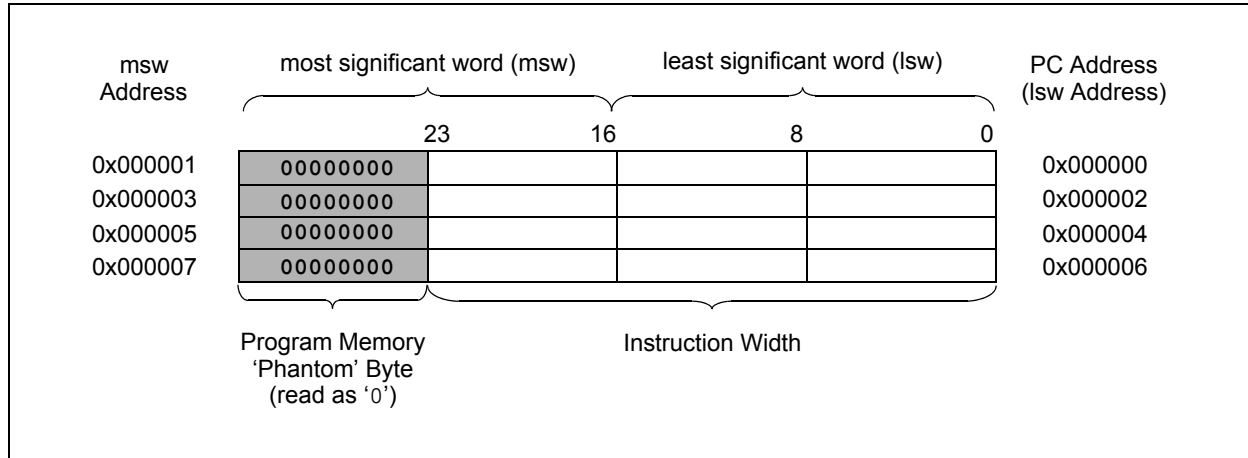 msw
Address
most significant word (msw)
least significant word (lsw)
PC Address
(lsw Address)
23 16 8 0
0x000001 00000000 0x000000
0x000003 00000000 0x000002
0x000005 00000000 0x000004
0x000007 00000000 0x000006
Program Memory
‘Phantom’ Byte
(read as ‘0’)
Instruction Width